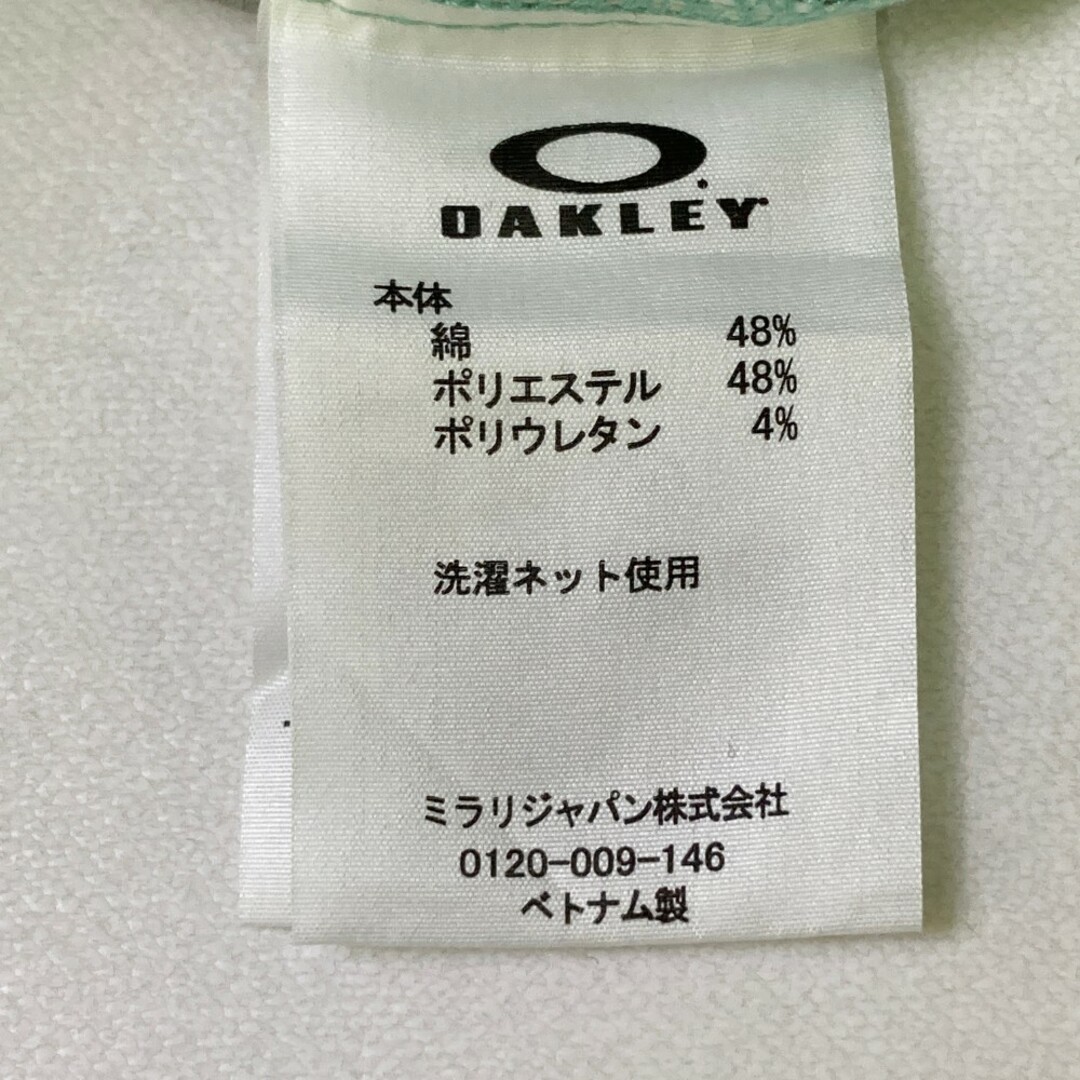 OAKLEY
本体
綿 48%
ポリエステル 48%
ポリウレタン 4%
洗濯ネット使用
ミラリジャパン株式会社
0120-009-146
ベトナム製